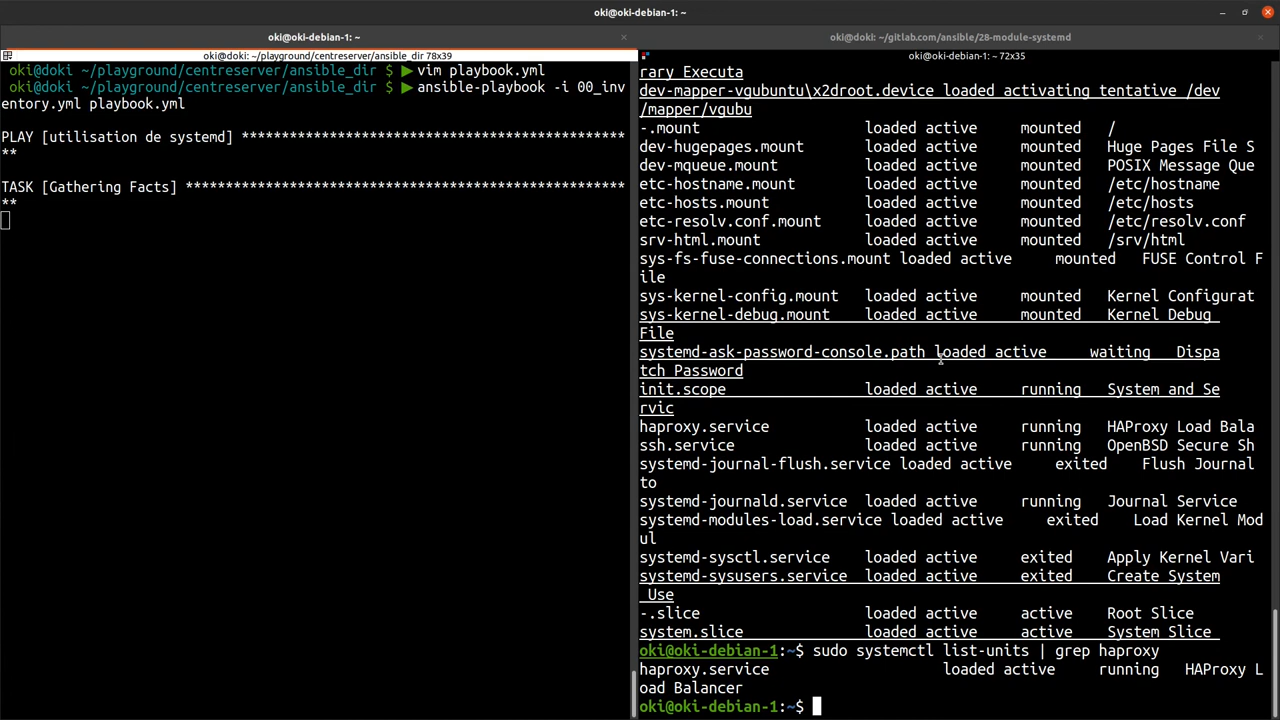 oki@oki-debian-1: ~
oki@oki-debian-1: ~
oki@doki: ~/playground/centreserver/ansible_dir 78x39
oki@doki ~/playground/centreserver/ansible_dir $ ▶vim playbook.yml
oki@doki ~/playground/centreserver/ansible_dir $ ▶ansible-playbook -i 00_inv
entory.yml playbook.yml
PLAY [utilisation de systemd] ************************************************
**
TASK [Gathering Facts] *******************************************************
**
oki@doki: ~/gitlab.com/ansible/28-module-systemd
oki@oki-debian-1: ~ 72x35
rary Executa
dev-mapper-vgubuntu\x2droot.device loaded activating tentative /dev
/mapper/vgubu
-.mount loaded active mounted /
dev-hugepages.mount loaded active mounted Huge Pages File S
dev-mqueue.mount loaded active mounted POSIX Message Que
etc-hostname.mount loaded active mounted /etc/hostname
etc-hosts.mount loaded active mounted /etc/hosts
etc-resolv.conf.mount loaded active mounted /etc/resolv.conf
srv-html.mount loaded active mounted /srv/html
sys-fs-fuse-connections.mount loaded active mounted FUSE Control F
ile
sys-kernel-config.mount loaded active mounted Kernel Configurat
sys-kernel-debug.mount loaded active mounted Kernel Debug
File
systemd-ask-password-console.path loaded active waiting Dispa
tch Password
init.scope loaded active running System and Se
rvic
haproxy.service loaded active running HAProxy Load Bala
ssh.service loaded active running OpenBSD Secure Sh
systemd-journal-flush.service loaded active exited Flush Journal
to
systemd-journald.service loaded active running Journal Service
systemd-modules-load.service loaded active exited Load Kernel Mod
ul
systemd-sysctl.service loaded active exited Apply Kernel Vari
systemd-sysusers.service loaded active exited Create System
_Use
-.slice loaded active active Root Slice
system.slice loaded active active System Slice
oki@oki-debian-1:~$ sudo systemctl list-units | grep haproxy
haproxy.service loaded active running HAProxy L
oad Balancer
oki@oki-debian-1:~$